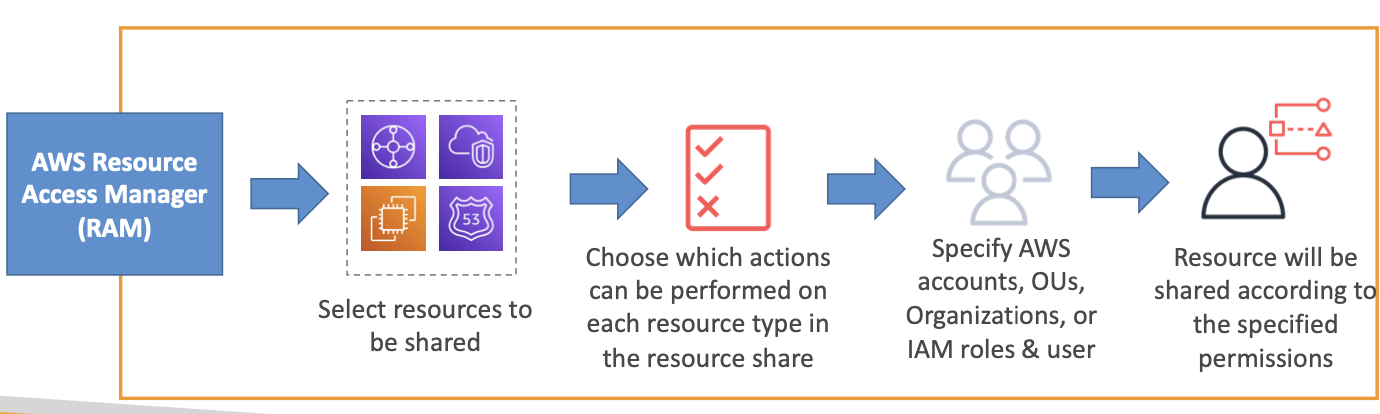 AWS Resource
Access Manager
(RAM)
53
Select resources to
be shared
Choose which actions
can be performed on
each resource type in
the resource share
Specify AWS
accounts, OUs,
Organizations, or
IAM roles & user
Resource will be
shared according to
the specified
permissions